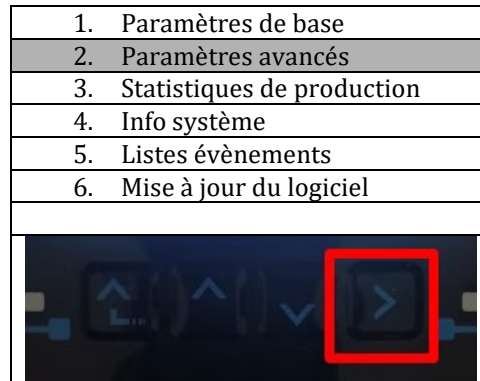 1. Paramètres de base
2. Paramètres avancés
3. Statistiques de production
4. Info système
5. Listes évènements
6. Mise à jour du logiciel